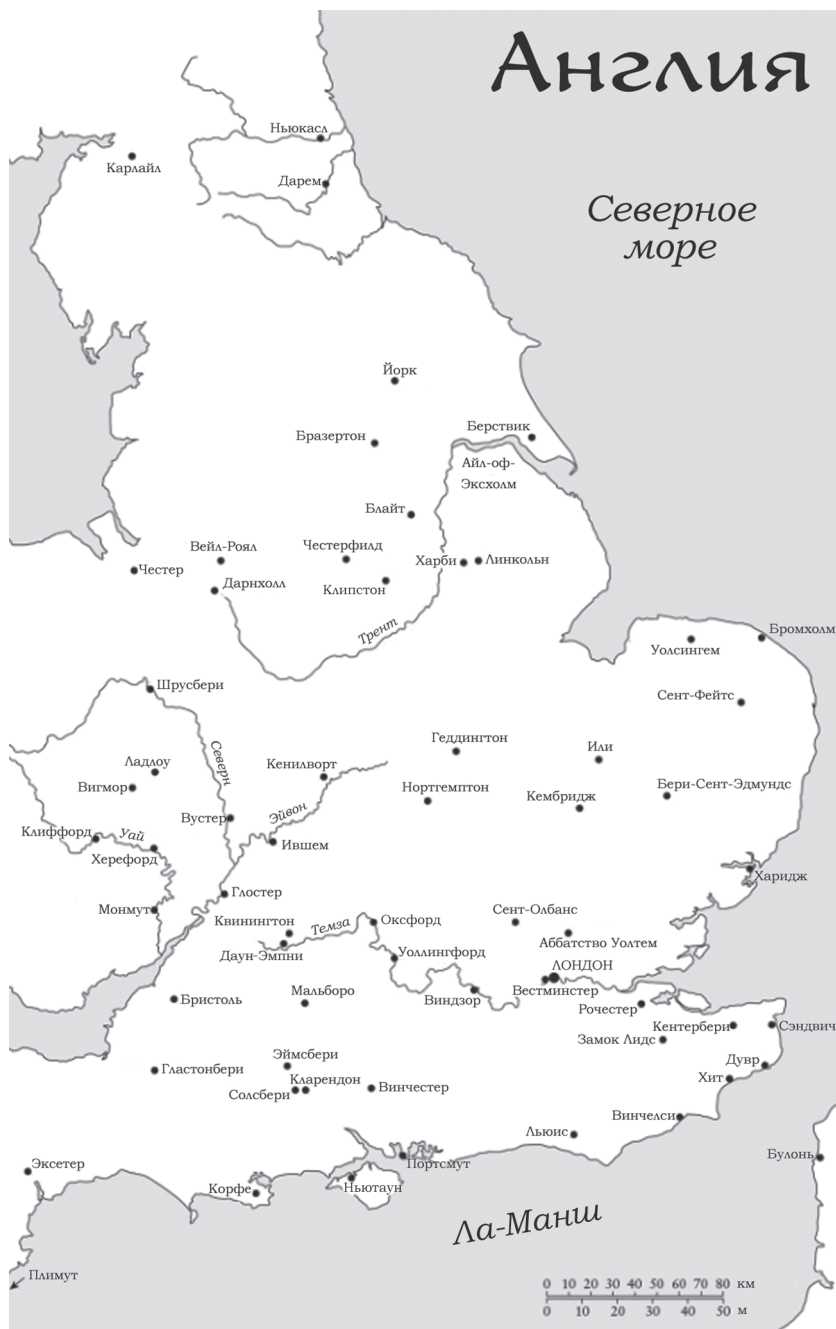 Англия
Ньюкасл
Карлайл
Дарем
Северное
море
Йорк
Берствик
Бразертон
Айл-оф-
Эксхолм
Блайт
Вейл-Роял
Честерфилд
Харби
Линкольн
Честер
Дарнхолл
Клипстон
Трент
Бромхолм
Уолсингем
Шрусбери
Сент-Фейтс
Северн
Геддингтон
Или
Ладлоу
Кенилворт
Вигмор
Нортгемптон
Кембридж
Бери-Сент-Эдмундс
Вустер
Эйвон
Клиффорд
Уай
Ившем
Херефорд
Харидж
Глостер
Монмут
Квинингтон
Темза
Оксфорд
Сент-Олбанс
Даун-Эмпни
Уоллингфорд
Аббатство Уолтем
ЛОНДОН
Виндзор
Вестминстер
Бристоль
Мальборо
Рочестер
Кентербери
Сэндвич
Замок Лидс
Эймсбери
Гластонбери
Дувр
Кларендон
Хит
Солсбери
Винчестер
Винчелси
Льюис
Булонь
Эксетер
Портсмут
Корфе
Ньютаун
Ла-Манш
Плимут
0 10 20 30 40 50 60 70 80 км
0 10 20 30 40 50 м